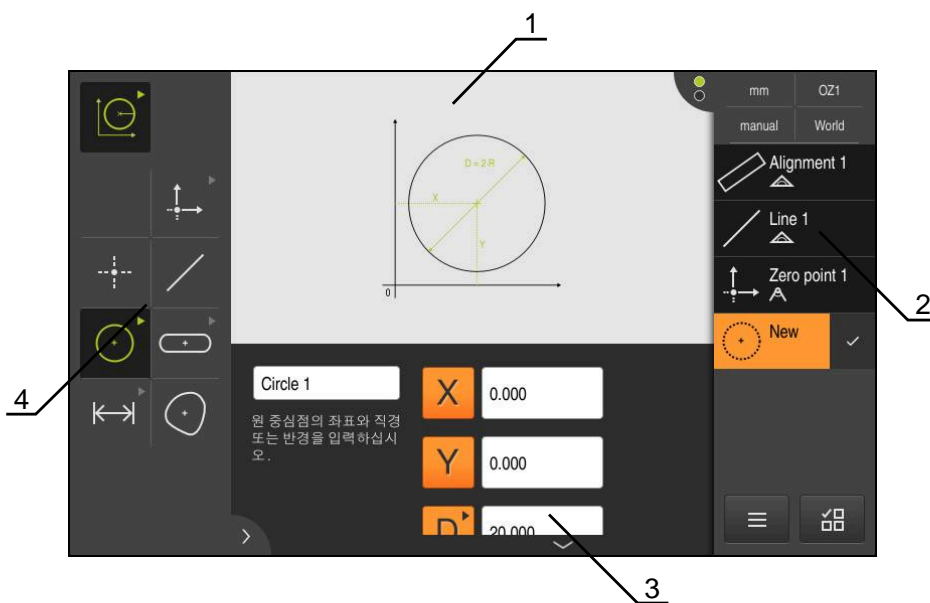 1
mm
OZ1
manual
World
D=2·R
X
Y
0
Alignment 1
Line 1
2
Zero point 1
New
4
Circle 1
원 중심점의 좌표와 직경
또는 반경을 입력하십시
오.
X
0.000
Y
0.000
D
20.000
3